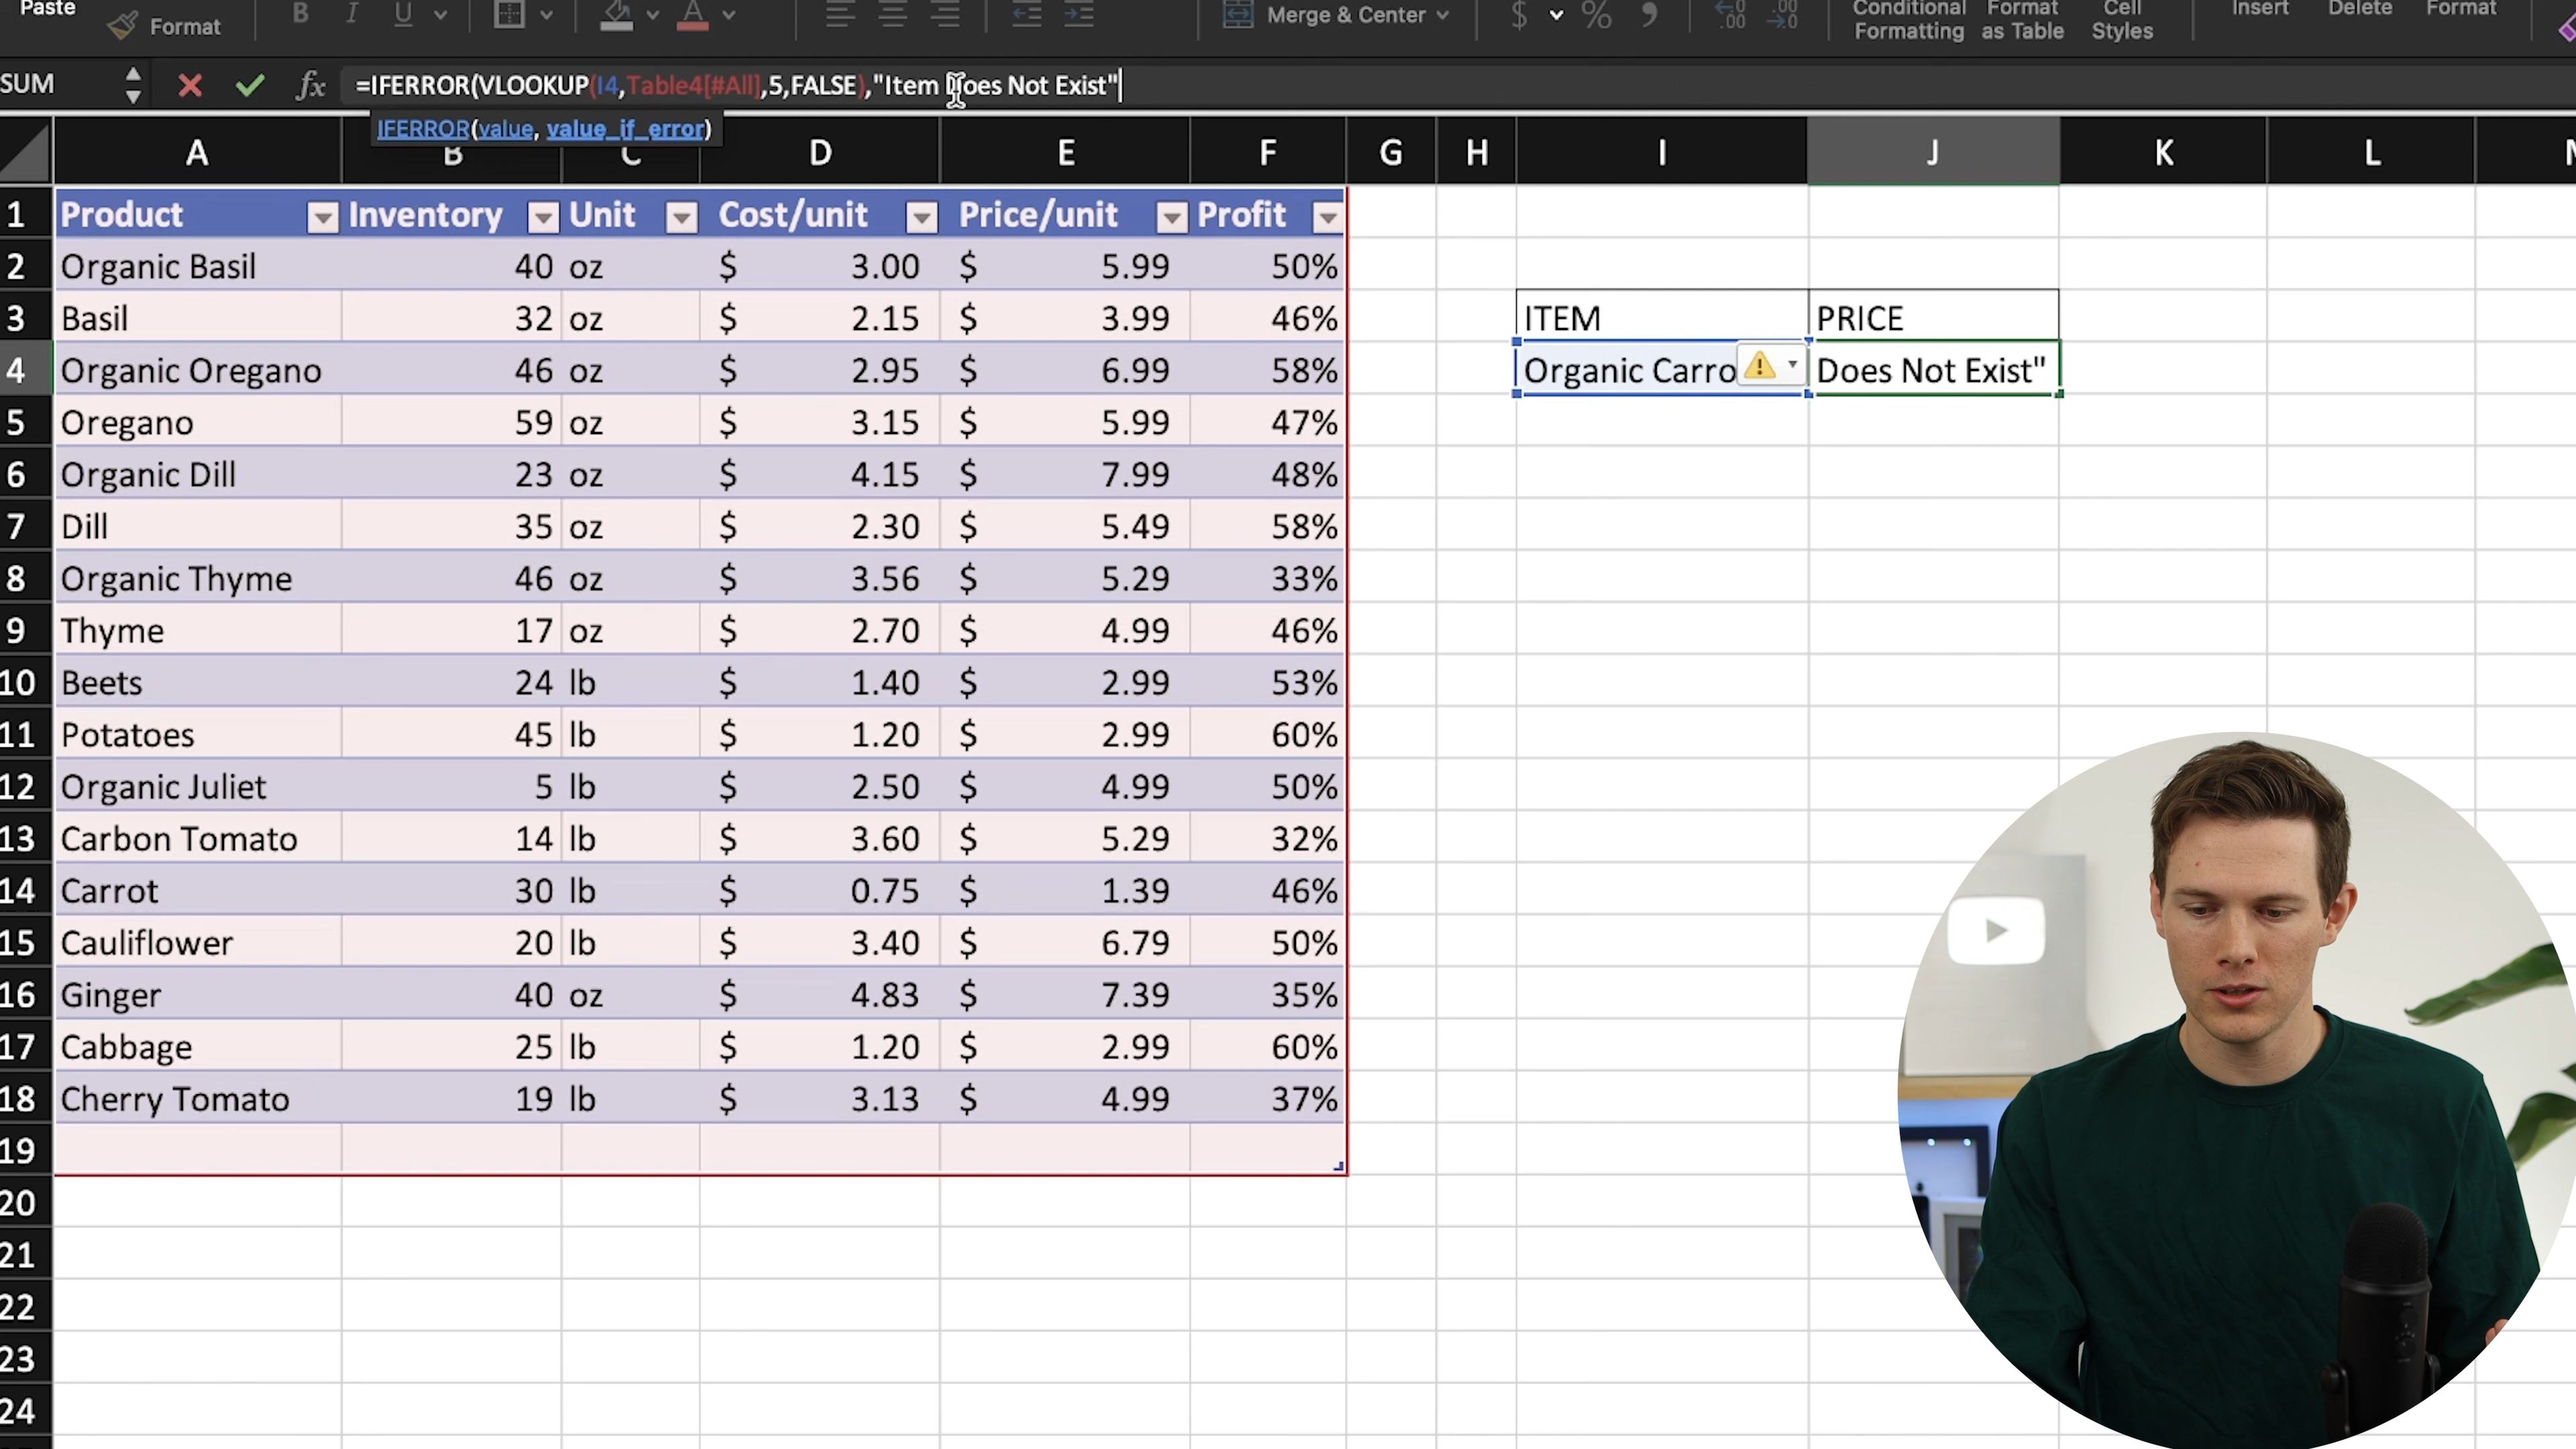 Paste
Format
B I U
A
Merge & Center
$ % 9
Conditional Formatting
Format as Table
Cell Styles
Insert
Delete
Format
SUM
fx
=IFERROR(VLOOKUP(I4,Table4[#All],5,FALSE),"Item Does Not Exist"
IFERROR(value, value_if_error)
A B C D E F G H I J K L
1 Product Inventory Unit Cost/unit Price/unit Profit
2 Organic Basil 40 oz $ 3.00 $ 5.99 50%
3 Basil 32 oz $ 2.15 $ 3.99 46% ITEM PRICE
4 Organic Oregano 46 oz $ 2.95 $ 6.99 58% Organic Carro Does Not Exist"
5 Oregano 59 oz $ 3.15 $ 5.99 47%
6 Organic Dill 23 oz $ 4.15 $ 7.99 48%
7 Dill 35 oz $ 2.30 $ 5.49 58%
8 Organic Thyme 46 oz $ 3.56 $ 5.29 33%
9 Thyme 17 oz $ 2.70 $ 4.99 46%
10 Beets 24 lb $ 1.40 $ 2.99 53%
11 Potatoes 45 lb $ 1.20 $ 2.99 60%
12 Organic Juliet 5 lb $ 2.50 $ 4.99 50%
13 Carbon Tomato 14 lb $ 3.60 $ 5.29 32%
14 Carrot 30 lb $ 0.75 $ 1.39 46%
15 Cauliflower 20 lb $ 3.40 $ 6.79 50%
16 Ginger 40 oz $ 4.83 $ 7.39 35%
17 Cabbage 25 lb $ 1.20 $ 2.99 60%
18 Cherry Tomato 19 lb $ 3.13 $ 4.99 37%
19
20
21
22
23
24